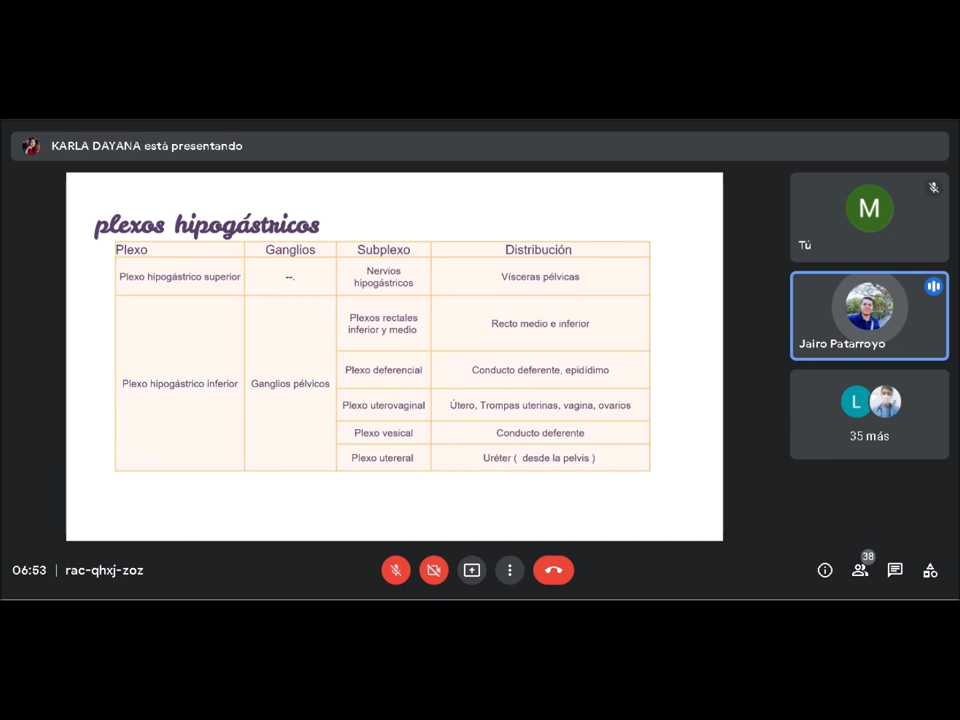 KARLA DAYANA está presentando
plexos hipogástricos
Plexo Ganglios Subplexo Distribución
Plexo hipogástrico superior --. Nervios hipogástricos Vísceras pélvicas
Plexo hipogástrico inferior Ganglios pélvicos Plexos rectales inferior y medio Recto medio e inferior
Plexo deferencial Conducto deferente, epidídimo
Plexo uterovaginal Útero, Trompas uterinas, vagina, ovarios
Plexo vesical Conducto deferente
Plexo utereral Uréter ( desde la pelvis )
M
Tú
Jairo Patarroyo
L
35 más
06:53 | rac-qhxj-zoz
38